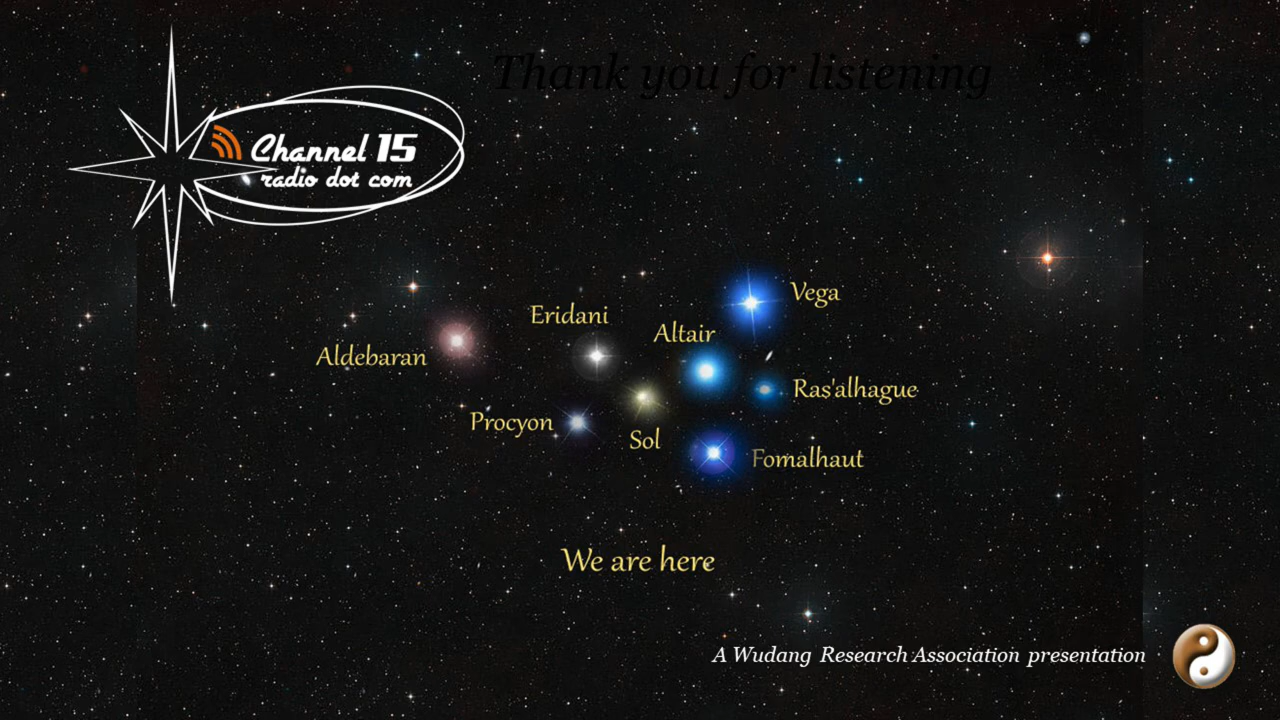 Thank you for listening
Channel 15
radio dot com
Vega
Eridani
Altair
Aldebaran
Ras'alhague
Procyon
Sol
Fomalhaut
We are here
A Wudang Research Association presentation